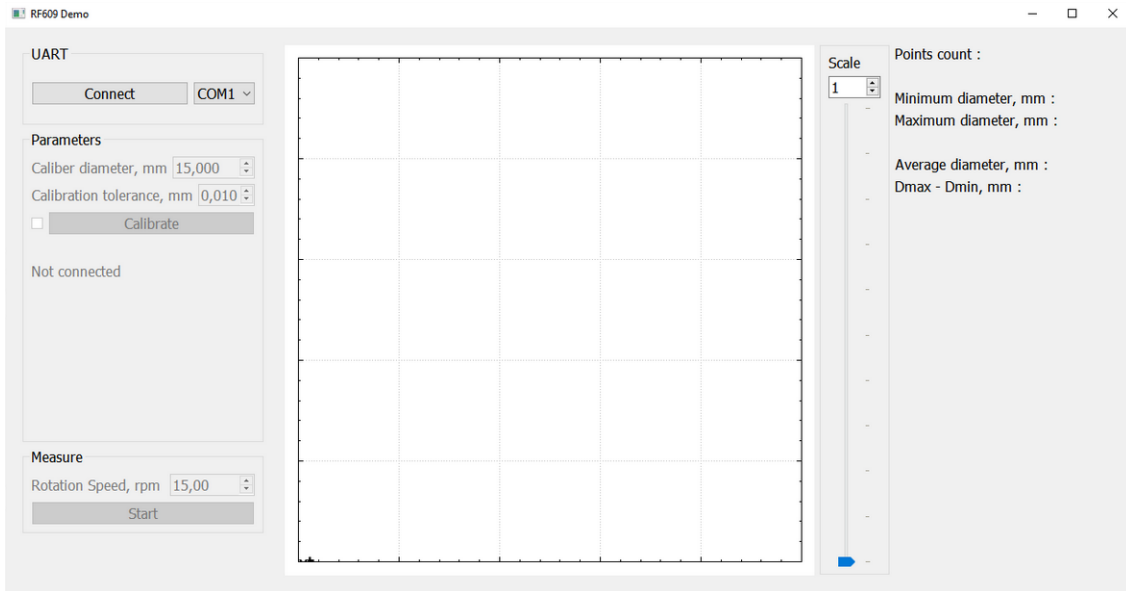 RF609 Demo
UART
Connect
COM1
Parameters
Caliber diameter, mm 15,000
Calibration tolerance, mm 0,010
Calibrate
Not connected
Measure
Rotation Speed, rpm 15,00
Start
Scale
1
Points count :
Minimum diameter, mm :
Maximum diameter, mm :
Average diameter, mm :
Dmax - Dmin, mm :